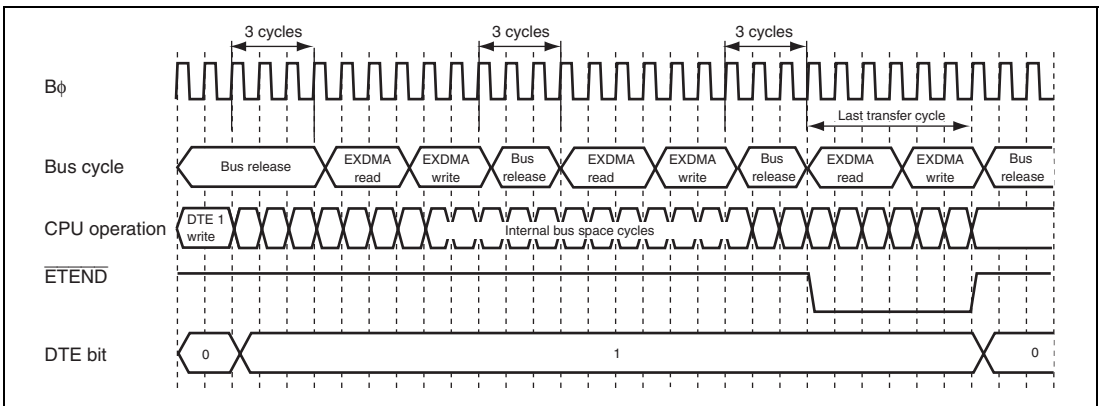 3 cycles 3 cycles 3 cycles
Bϕ
Last transfer cycle
Bus cycle Bus release EXDMA read EXDMA write Bus release EXDMA read EXDMA write Bus release EXDMA read EXDMA write Bus release
CPU operation DTE 1 write Internal bus space cycles
ETEND
DTE bit 0 1 0